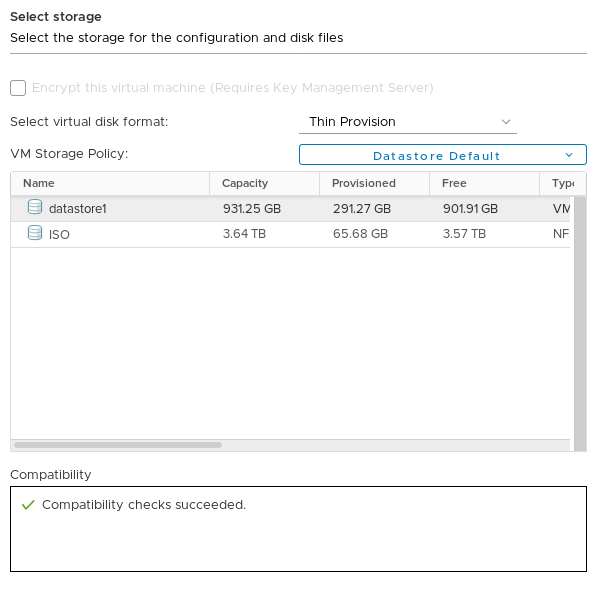 Select storage
Select the storage for the configuration and disk files
Encrypt this virtual machine (Requires Key Management Server)
Select virtual disk format: Thin Provision
VM Storage Policy: Datastore Default
Name Capacity Provisioned Free Type
datastore1 931.25 GB 291.27 GB 901.91 GB VM
ISO 3.64 TB 65.68 GB 3.57 TB NF
Compatibility
Compatibility checks succeeded.